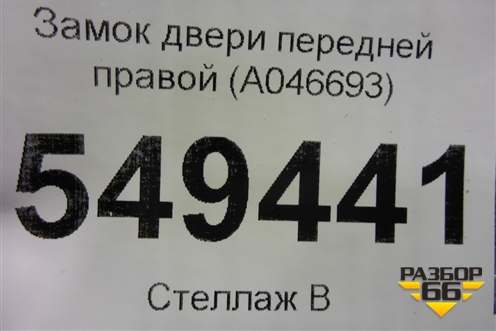 Замок двери передней
правой (A046693)
549441
Стеллаж В
РАЗБОР
66